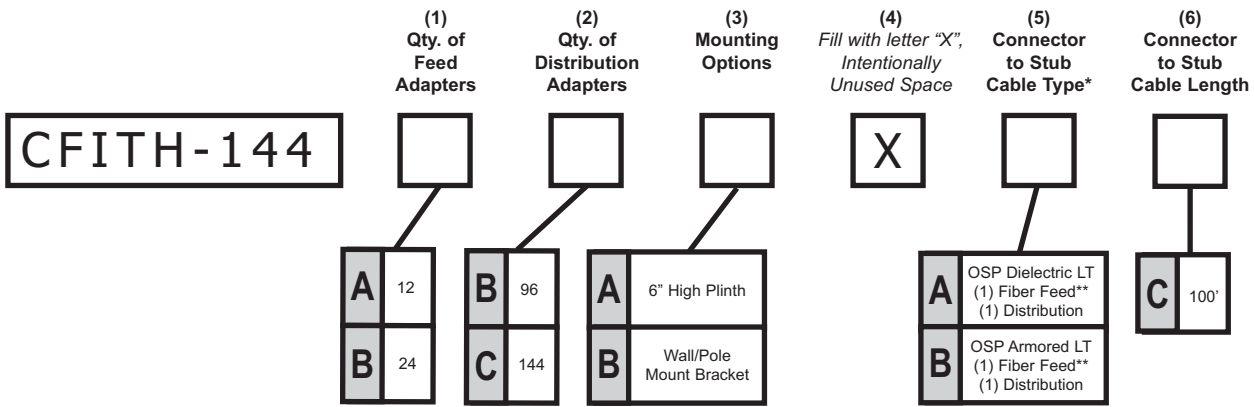 (1)
Qty. of
Feed
Adapters
(2)
Qty. of
Distribution
Adapters
(3)
Mounting
Options
(4)
Fill with letter “X”,
Intentionally
Unused Space
(5)
Connector
to Stub
Cable Type*
(6)
Connector
to Stub
Cable Length
CFITH-144
X
A 12
B 24
B 96
C 144
A 6” High Plinth
B Wall/Pole
Mount Bracket
A OSP Dielectric LT
(1) Fiber Feed**
(1) Distribution
B OSP Armored LT
(1) Fiber Feed**
(1) Distribution
C 100’